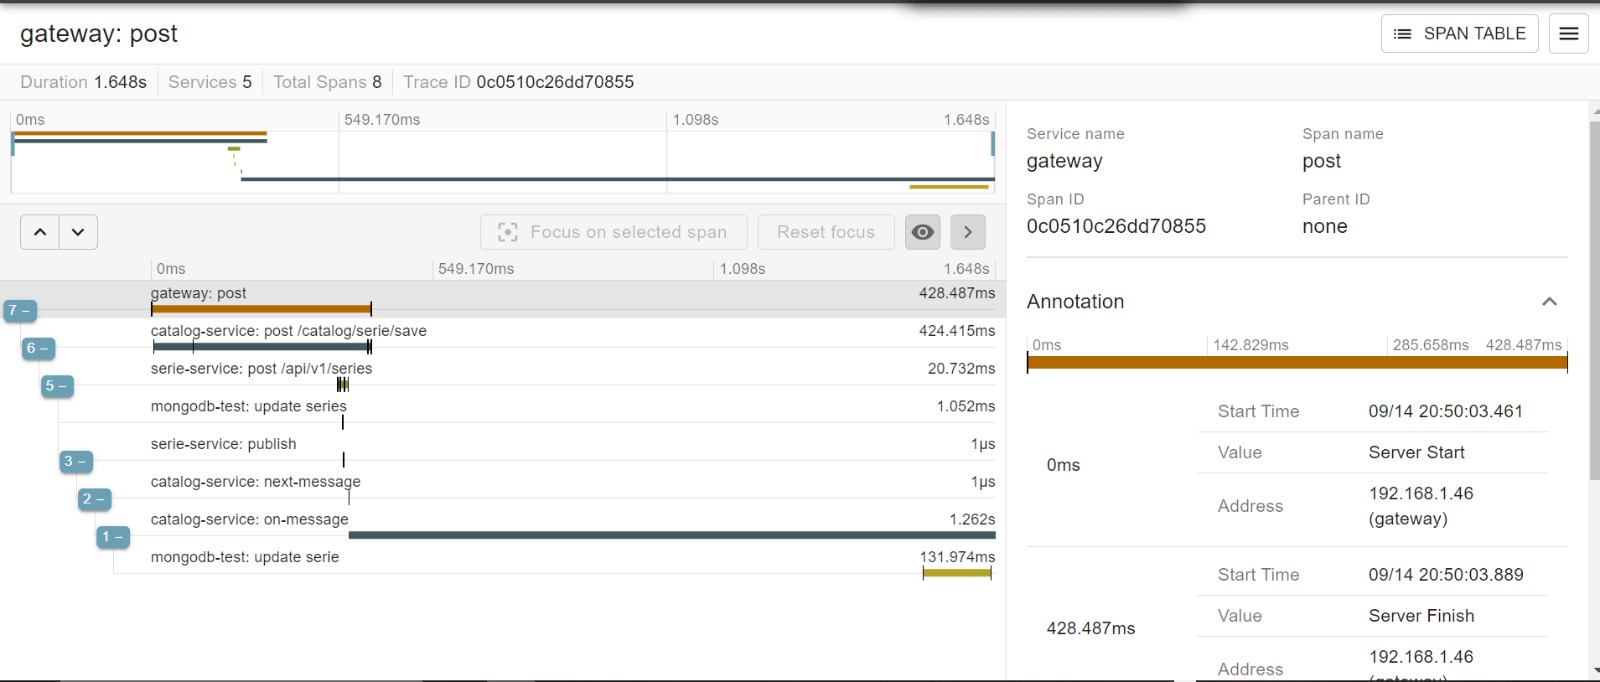 gateway: post
SPAN TABLE
Duration 1.648s Services 5 Total Spans 8 Trace ID 0c0510c26dd70855
0ms 549.170ms 1.098s 1.648s
Focus on selected span Reset focus
0ms 549.170ms 1.098s 1.648s
gateway: post 428.487ms
7 –
catalog-service: post /catalog/serie/save 424.415ms
6 –
serie-service: post /api/v1/series 20.732ms
5 –
mongodb-test: update series 1.052ms
serie-service: publish 1µs
3 –
catalog-service: next-message 1µs
2 –
catalog-service: on-message 1.262s
1 –
mongodb-test: update serie 131.974ms
Service name Span name
gateway post
Span ID Parent ID
0c0510c26dd70855 none
Annotation
0ms 142.829ms 285.658ms 428.487ms
0ms
Start Time 09/14 20:50:03.461
Value Server Start
Address 192.168.1.46
(gateway)
428.487ms
Start Time 09/14 20:50:03.889
Value Server Finish
Address 192.168.1.46
(gateway)